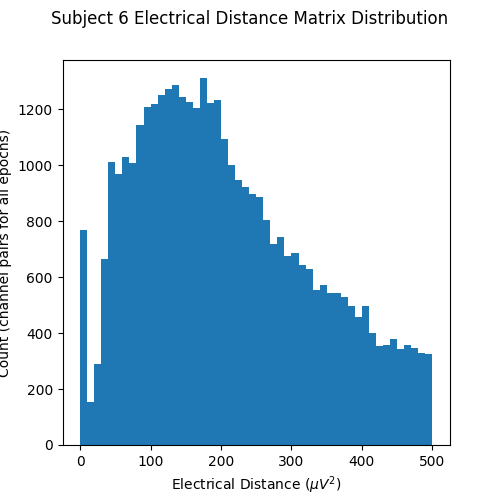 Subject 6 Electrical Distance Matrix Distribution
Count (channel pairs for all epochs)
1200
1000
800
600
400
200
0
0 100 200 300 400 500
Electrical Distance (μV²)